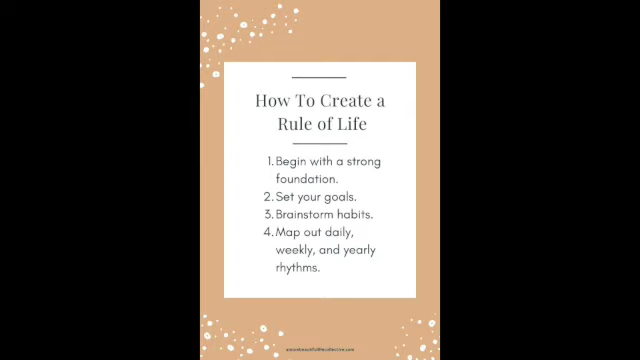 How To Create a
Rule of Life
1. Begin with a strong
foundation.
2. Set your goals.
3. Brainstorm habits.
4. Map out daily,
weekly, and yearly
rhythms.